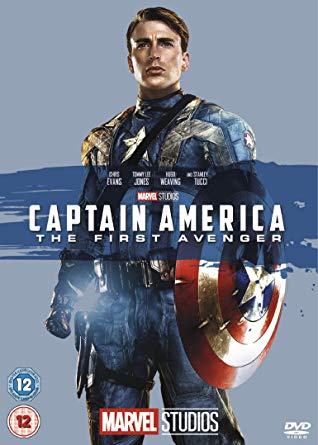 CHRIS EVANS
TOMMY LEE JONES
HUGO WEAVING
AND STANLEY TUCCI
MARVEL STUDIOS
CAPTAIN AMERICA
THE FIRST AVENGER
12
12
MARVEL STUDIOS
DVD
VIDEO